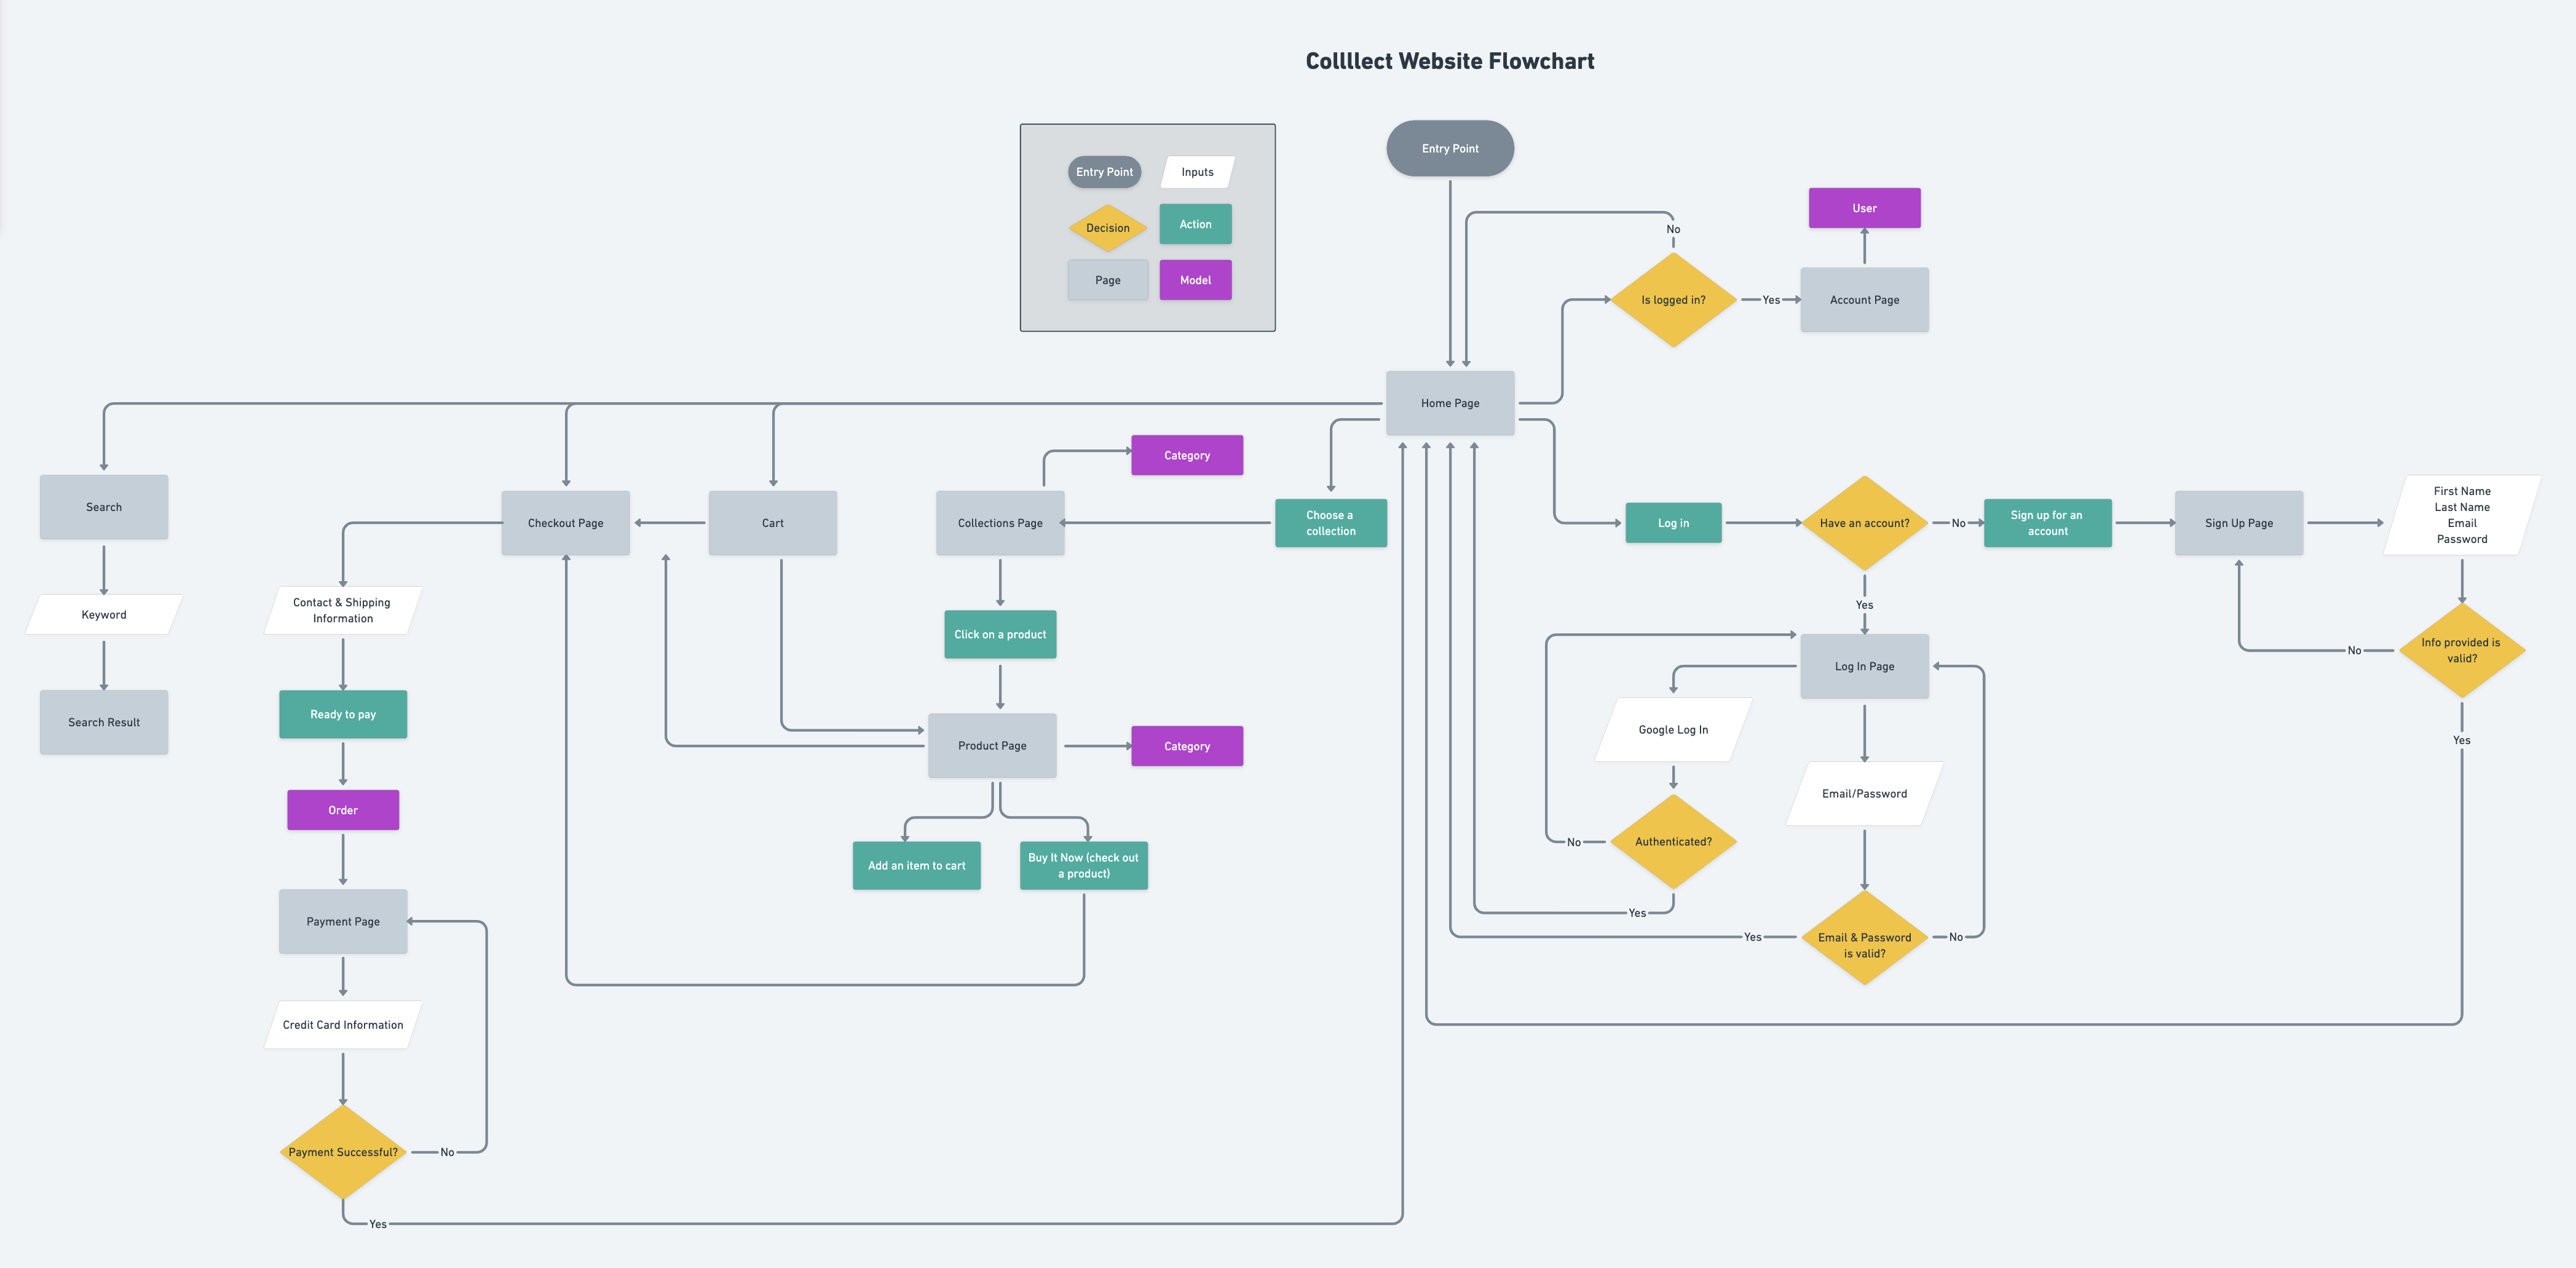 Collllect Website Flowchart
Entry Point
Inputs
Decision
Action
Page
Model
Entry Point
User
No
Is logged in?
Yes
Account Page
Home Page
Category
Search
Checkout Page
Cart
Collections Page
Choose a
collection
Log in
Have an account?
No
Sign up for an
account
Sign Up Page
First Name
Last Name
Email
Password
Keyword
Contact & Shipping
Information
Click on a product
Yes
Info provided is
valid?
No
Log In Page
Search Result
Ready to pay
Product Page
Category
Google Log In
Yes
Email/Password
Order
Authenticated?
No
Add an item to cart
Buy It Now (check out
a product)
Yes
Payment Page
Yes
Email & Password
is valid?
No
Credit Card Information
Payment Successful?
No
Yes